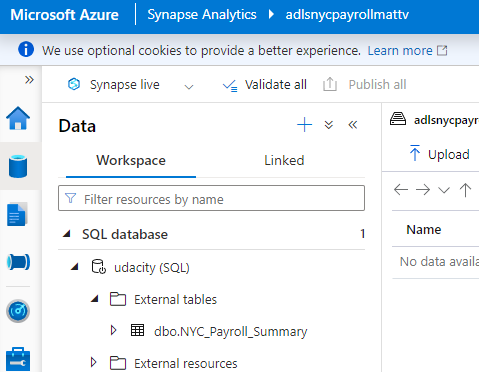 Microsoft Azure Synapse Analytics adlsnycpayrollmattv
We use optional cookies to provide a better experience. Learn more
Synapse live Validate all Publish all
Data
Workspace Linked
Filter resources by name
SQL database 1
udacity (SQL)
External tables
dbo.NYC_Payroll_Summary
External resources
adlsnycpayr
Upload
Name
No data availa